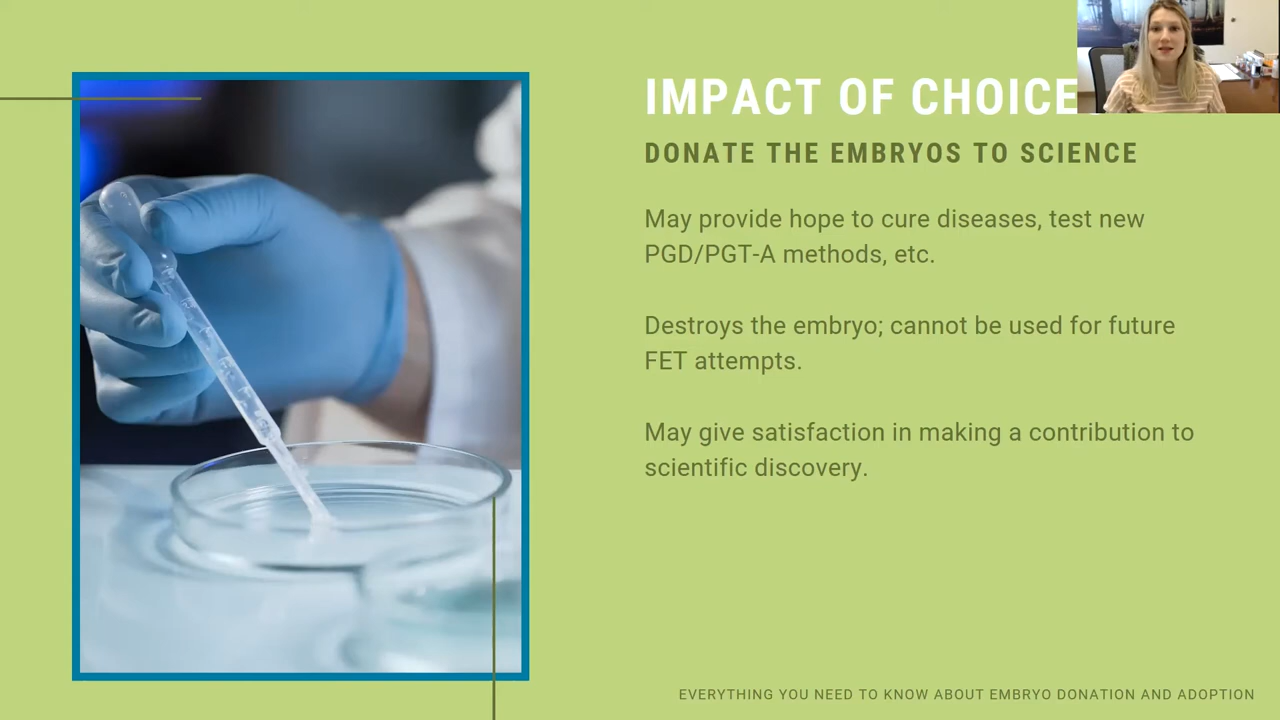 IMPACT OF CHOICE
DONATE THE EMBRYOS TO SCIENCE
May provide hope to cure diseases, test new
PGD/PGT-A methods, etc.
Destroys the embryo; cannot be used for future
FET attempts.
May give satisfaction in making a contribution to
scientific discovery.
EVERYTHING YOU NEED TO KNOW ABOUT EMBRYO DONATION AND ADOPTION